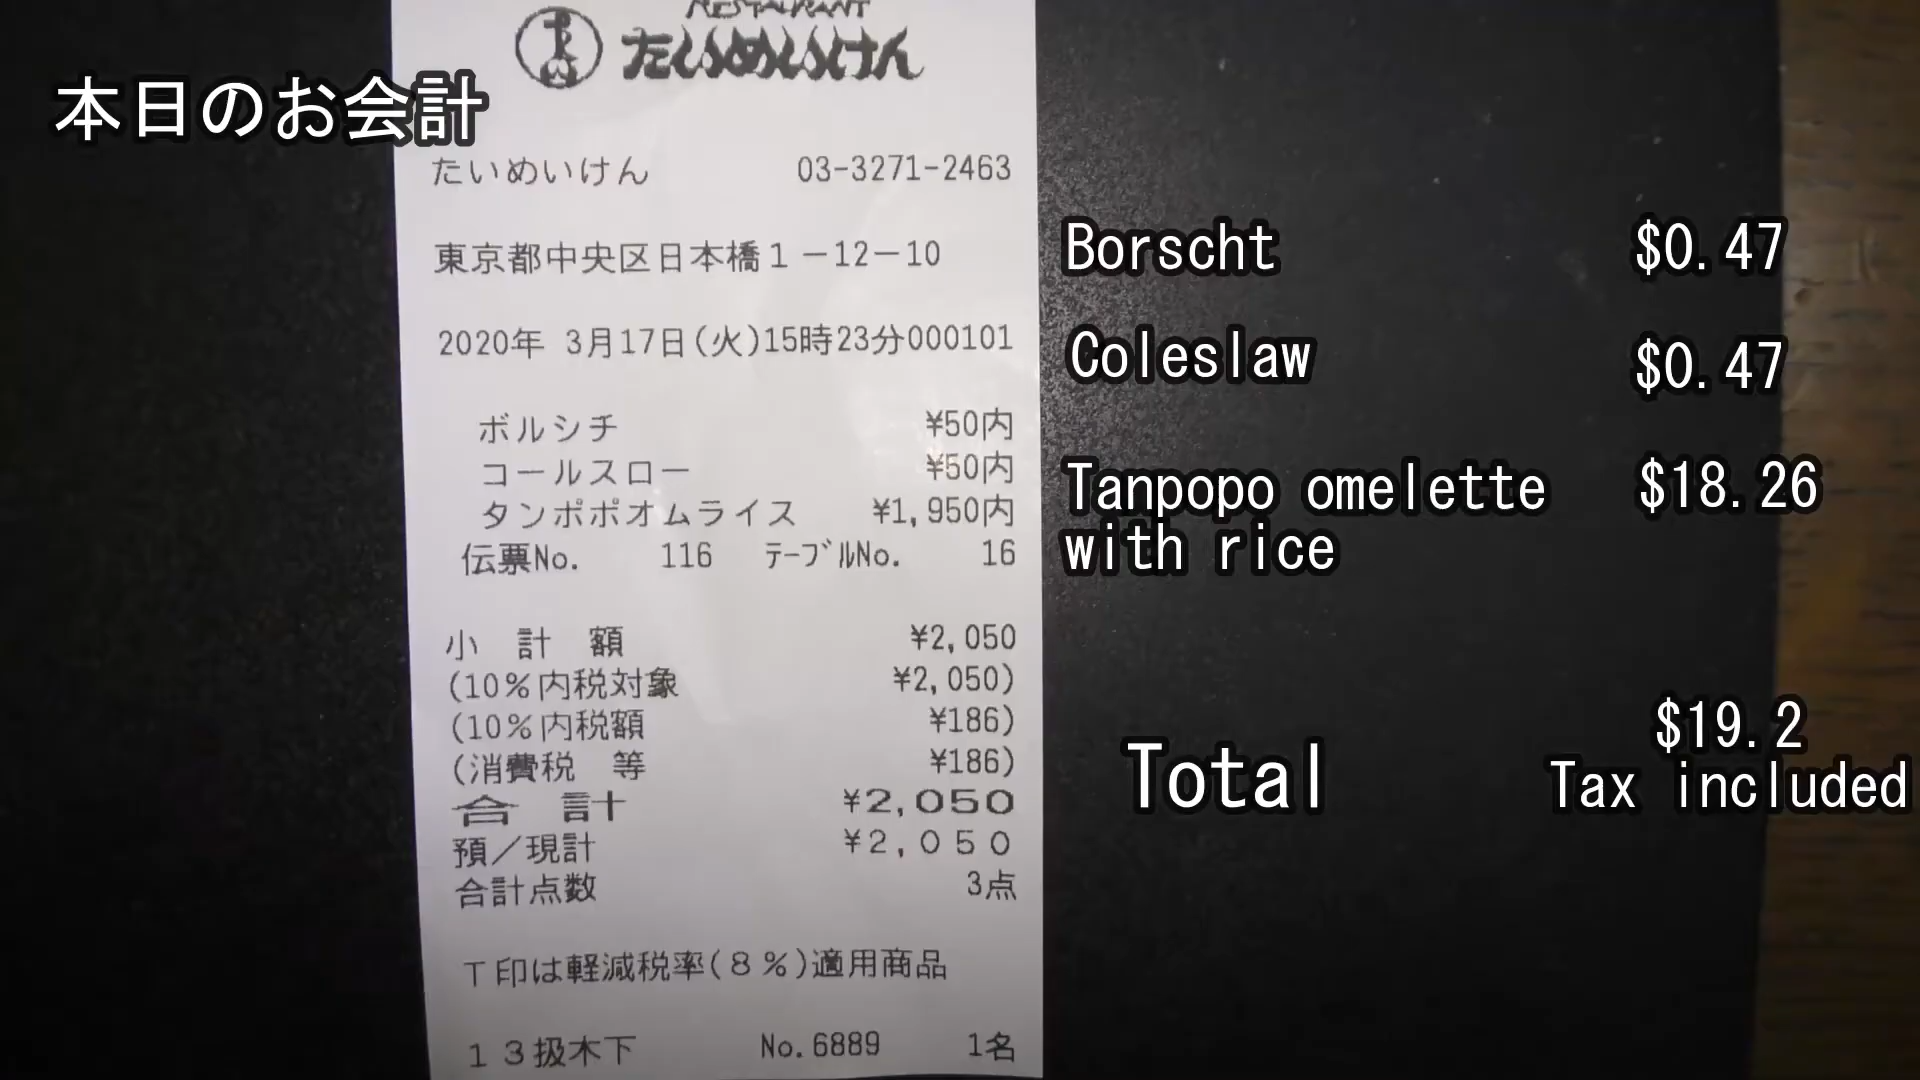 RESTAURANT
たいめいけん
本日のお会計
たいめいけん 03-3271-2463
東京都中央区日本橋1-12-10
2020年 3月17日(火)15時23分000101
ボルシチ ¥50内
コールスロー ¥50内
タンポポオムライス ¥1,950内
伝票No. 116 テーブルNo. 16
小 計 額 ¥2,050
(10%内税対象 ¥2,050)
(10%内税額 ¥186)
(消費税 等 ¥186)
合 計 ¥2,050
預/現計 ¥2,050
合計点数 3点
T印は軽減税率(8%)適用商品
13扱木下 No.6889 1名
Borscht $0.47
Coleslaw $0.47
Tanpopo omelette $18.26
with rice
Total $19.2
Tax included